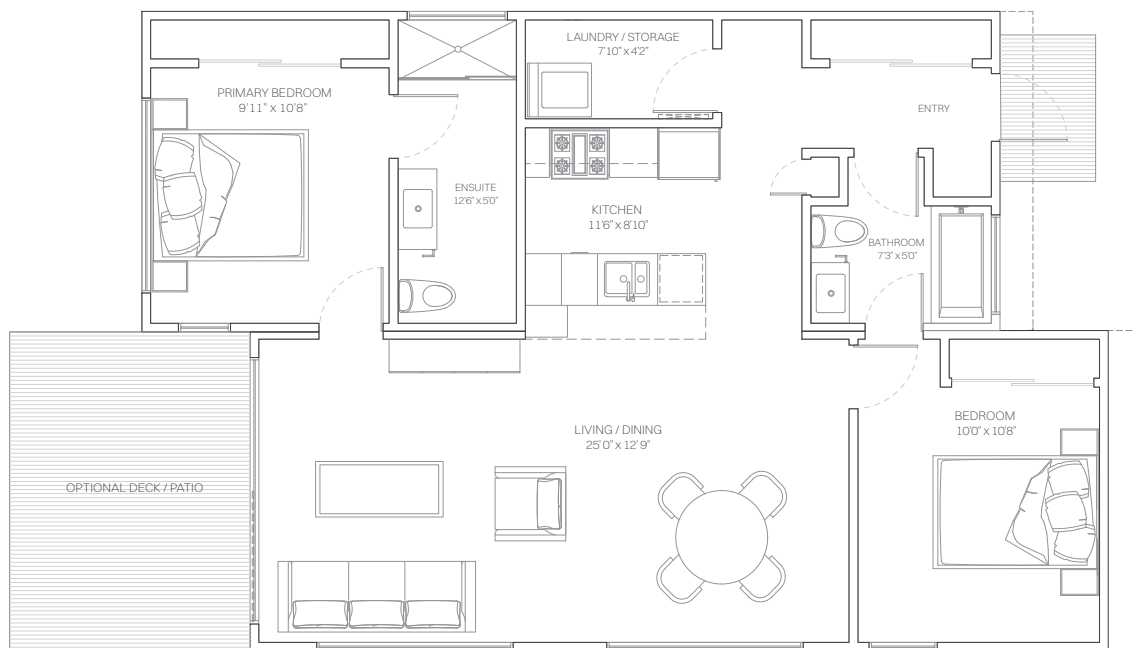 LAUNDRY / STORAGE
7'10" x 4'2"
PRIMARY BEDROOM
9'11" x 10'8"
ENTRY
ENSUITE
12'6" x 5'0"
KITCHEN
11'6" x 8'10"
BATHROOM
7'3" x 5'0"
BEDROOM
10'0" x 10'8"
LIVING / DINING
25'0" x 12'9"
OPTIONAL DECK / PATIO